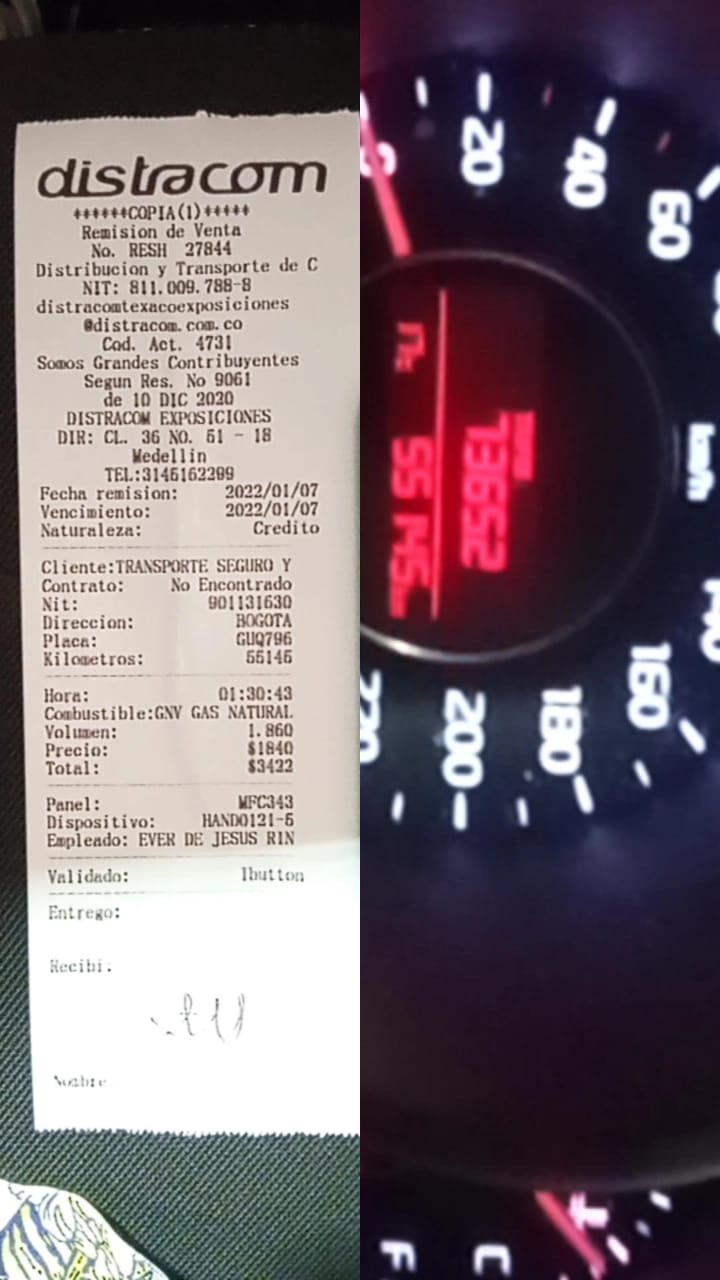 distracom
******COPIA(1)*****
Remision de Venta
No. RESH 27844
Distribucion y Transporte de C
NIT: 811.009.788-8
distracomtexacoexposiciones
@distracom.com.co
Cod. Act. 4731
Somos Grandes Contribuyentes
Segun Res. No 9061
de 10 DIC 2020
DISTRACOM EXPOSICIONES
DIR: CL. 36 NO. 51 - 18
Medellin
TEL:3145162299
Fecha remision: 2022/01/07
Vencimiento: 2022/01/07
Naturaleza: Credito
Cliente:TRANSPORTE SEGURO Y
Contrato: No Encontrado
Nit: 901131630
Direccion: BOGOTA
Placa: GUQ796
Kilometros: 55145
Hora: 01:30:43
Combustible:GNV GAS NATURAL
Volumen: 1.860
Precio: $1840
Total: $3422
Panel: MFC343
Dispositivo: HAND0121-5
Empleado: EVER DE JESUS RIN
Validado: Ibutton
Entrego:
Recibi:
Nombre
0
20
40
60
km/h
140
160
180
200
220
55145
F
C